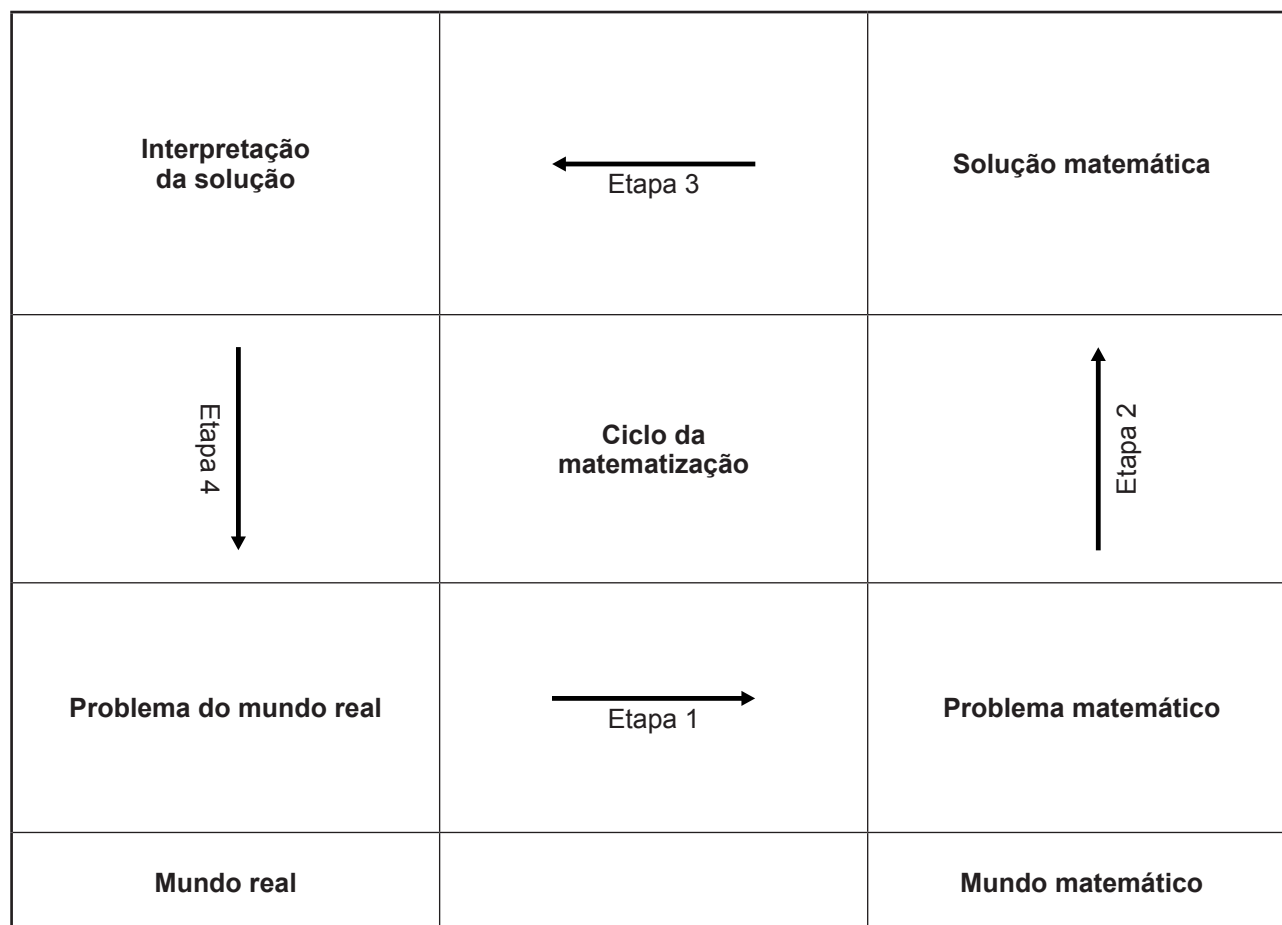 Interpretação
da solução
Etapa 3
Solução matemática
Etapa 4
Ciclo da
matematização
Etapa 2
Problema do mundo real
Etapa 1
Problema matemático
Mundo real
Mundo matemático